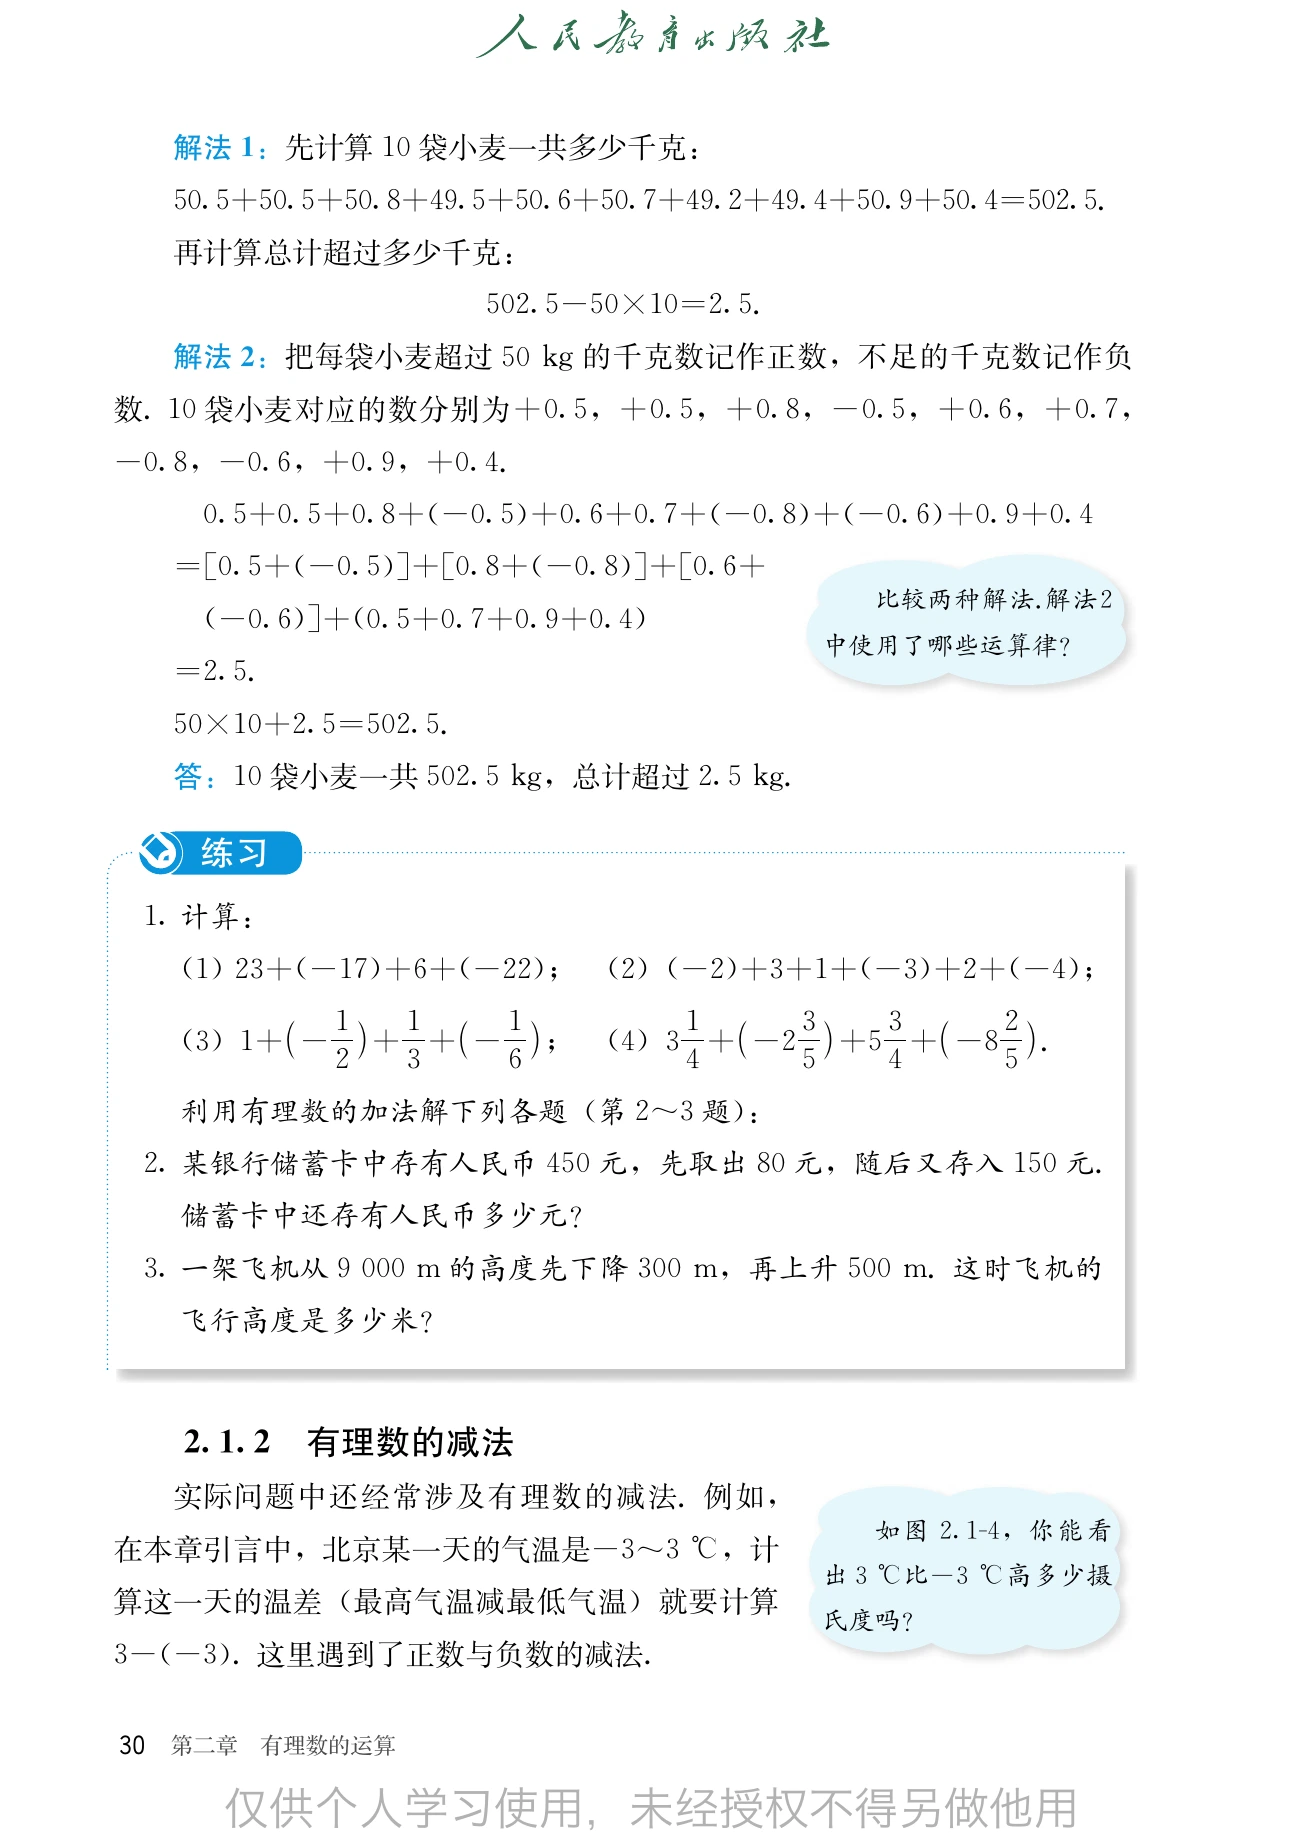 人民教育出版社
解法 1：先计算 10 袋小麦一共多少千克：
50.5+50.5+50.8+49.5+50.6+50.7+49.2+49.4+50.9+50.4=502.5.
再计算总计超过多少千克：
502.5−50×10=2.5.
解法 2：把每袋小麦超过 50 kg 的千克数记作正数，不足的千克数记作负
数. 10 袋小麦对应的数分别为+0.5，+0.5，+0.8，−0.5，+0.6，+0.7，
−0.8，−0.6，+0.9，+0.4.
0.5+0.5+0.8+(−0.5)+0.6+0.7+(−0.8)+(−0.6)+0.9+0.4
=[0.5+(−0.5)]+[0.8+(−0.8)]+[0.6+
(−0.6)]+(0.5+0.7+0.9+0.4)
=2.5.
比较两种解法.解法2
中使用了哪些运算律?
50×10+2.5=502.5.
答：10 袋小麦一共 502.5 kg，总计超过 2.5 kg.
练习
1. 计算：
(1) 23+(−17)+6+(−22); (2) (−2)+3+1+(−3)+2+(−4);
(3) 1+(−1/2)+1/3+(−1/6); (4) 3 1/4+(−2 3/5)+5 3/4+(−8 2/5).
利用有理数的加法解下列各题（第 2～3 题）：
2. 某银行储蓄卡中存有人民币 450 元，先取出 80 元，随后又存入 150 元.
储蓄卡中还存有人民币多少元?
3. 一架飞机从 9 000 m 的高度先下降 300 m，再上升 500 m. 这时飞机的
飞行高度是多少米?
2.1.2 有理数的减法
实际问题中还经常涉及有理数的减法. 例如，
在本章引言中，北京某一天的气温是−3～3 ℃，计
算这一天的温差（最高气温减最低气温）就要计算
3−(−3). 这里遇到了正数与负数的减法.
如图 2.1-4，你能看
出 3 ℃比−3 ℃高多少摄
氏度吗?
30 第二章 有理数的运算
仅供个人学习使用，未经授权不得另做他用